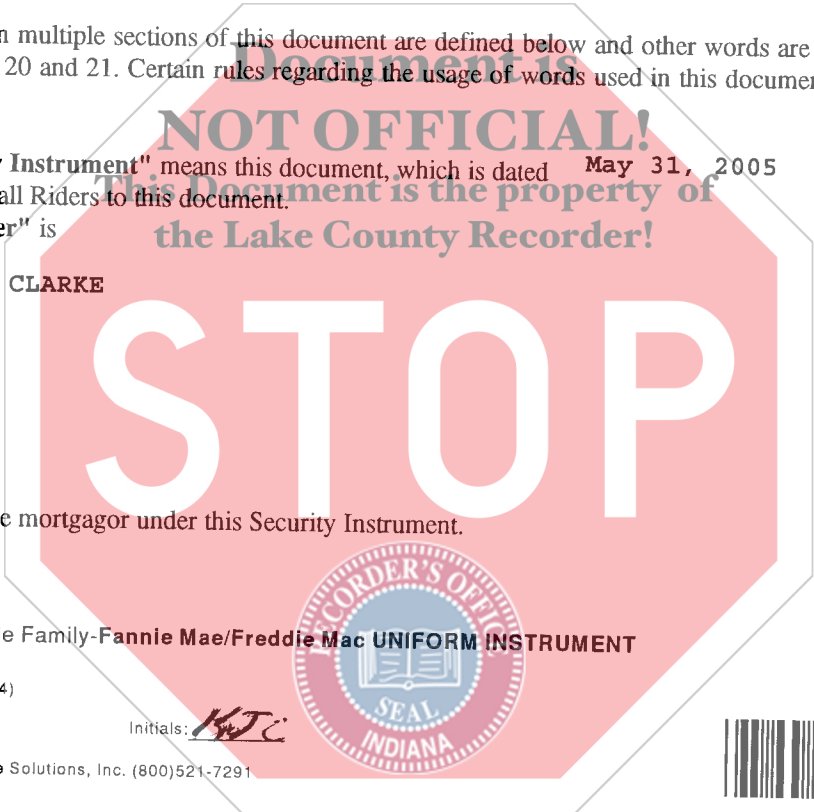 n multiple sections of this document are defined below and other words are
Document is
20 and 21. Certain rules regarding the usage of words used in this documen
NOT OFFICIAL!
Instrument" means this document, which is dated May 31, 2005
This Document is the property of
all Riders to this document.
er" is
the Lake County Recorder!
CLARKE
STOP
e mortgagor under this Security Instrument.
RECORDER'S OFFICE
SEAL
INDIANA
e Family-Fannie Mae/Freddie Mac UNIFORM INSTRUMENT
4)
Initials: KJC
e Solutions, Inc. (800)521-7291